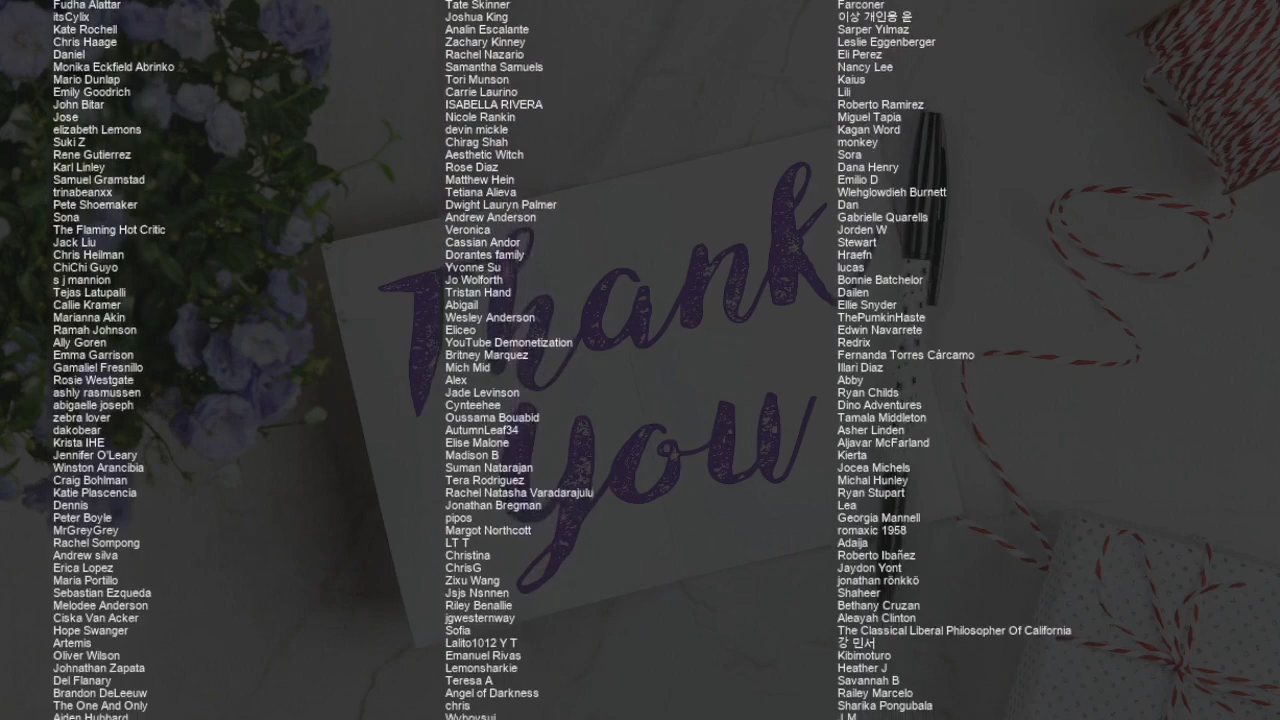 Fudha Alattar
itsCylix
Kate Rochell
Chris Haage
Daniel
Monika Eckfield Abrinko
Mario Dunlap
Emily Goodrich
John Bitar
Jose
elizabeth Lemons
Suki Z
Rene Gutierrez
Karl Linley
Samuel Gramstad
trinabeanxx
Pete Shoemaker
Sona
The Flaming Hot Critic
Jack Liu
Chris Heilman
ChiChi Guyo
s j mannion
Tejas Latupalli
Callie Kramer
Marianna Akin
Ramah Johnson
Ally Goren
Emma Garrison
Gamaliel Fresnillo
Rosie Westgate
ashly rasmussen
abigaelle joseph
zebra lover
dakobear
Krista IHE
Jennifer O'Leary
Winston Arancibia
Craig Bohlman
Katie Plascencia
Dennis
Peter Boyle
MrGreyGrey
Rachel Sompong
Andrew silva
Erica Lopez
Maria Portillo
Sebastian Ezqueda
Melodee Anderson
Ciska Van Acker
Hope Swanger
Artemis
Oliver Wilson
Johnathan Zapata
Del Flanary
Brandon DeLeeuw
The One And Only
Aiden Hubbard
Tate Skinner
Joshua King
Analin Escalante
Zachary Kinney
Rachel Nazario
Samantha Samuels
Tori Munson
Carrie Laurino
ISABELLA RIVERA
Nicole Rankin
devin mickle
Chirag Shah
Aesthetic Witch
Rose Diaz
Matthew Hein
Tetiana Alieva
Dwight Lauryn Palmer
Andrew Anderson
Veronica
Cassian Andor
Dorantes family
Yvonne Su
Jo Wolforth
Tristan Hand
Abigail
Wesley Anderson
Eliceo
YouTube Demonetization
Britney Marquez
Mich Mid
Alex
Jade Levinson
Cynteehee
Oussama Bouabid
AutumnLeaf34
Elise Malone
Madison B
Suman Natarajan
Tera Rodriguez
Rachel Natasha Varadarajulu
Jonathan Bregman
pipos
Margot Northcott
LT T
Christina
ChrisG
Zixu Wang
Jsjs Nsnnen
Riley Benallie
jgwesternway
Sofia
Lalito1012 Y T
Emanuel Rivas
Lemonsharkie
Teresa A
Angel of Darkness
chris
Wyboysui
Farconer
이상 개인용 윤
Sarper Yılmaz
Leslie Eggenberger
Eli Perez
Nancy Lee
Kaius
Lili
Roberto Ramirez
Miguel Tapia
Kagan Word
monkey
Sora
Dana Henry
Emilio D
Wlehglowdieh Burnett
Dan
Gabrielle Quarells
Jorden W
Stewart
Hraefn
lucas
Bonnie Batchelor
Dailen
Ellie Snyder
ThePumkinHaste
Edwin Navarrete
Redrix
Fernanda Torres Cárcamo
Illari Diaz
Abby
Ryan Childs
Dino Adventures
Tamala Middleton
Asher Linden
Aljavar McFarland
Kierta
Jocea Michels
Michal Hunley
Ryan Stupart
Lea
Georgia Mannell
romaxic 1958
Adaija
Roberto Ibañez
Jaydon Yont
jonathan rönkkö
Shaheer
Bethany Cruzan
Aleayah Clinton
The Classical Liberal Philosopher Of California
강 민서
Kibimoturo
Heather J
Savannah B
Railey Marcelo
Sharika Pongubala
J M
Thank
you